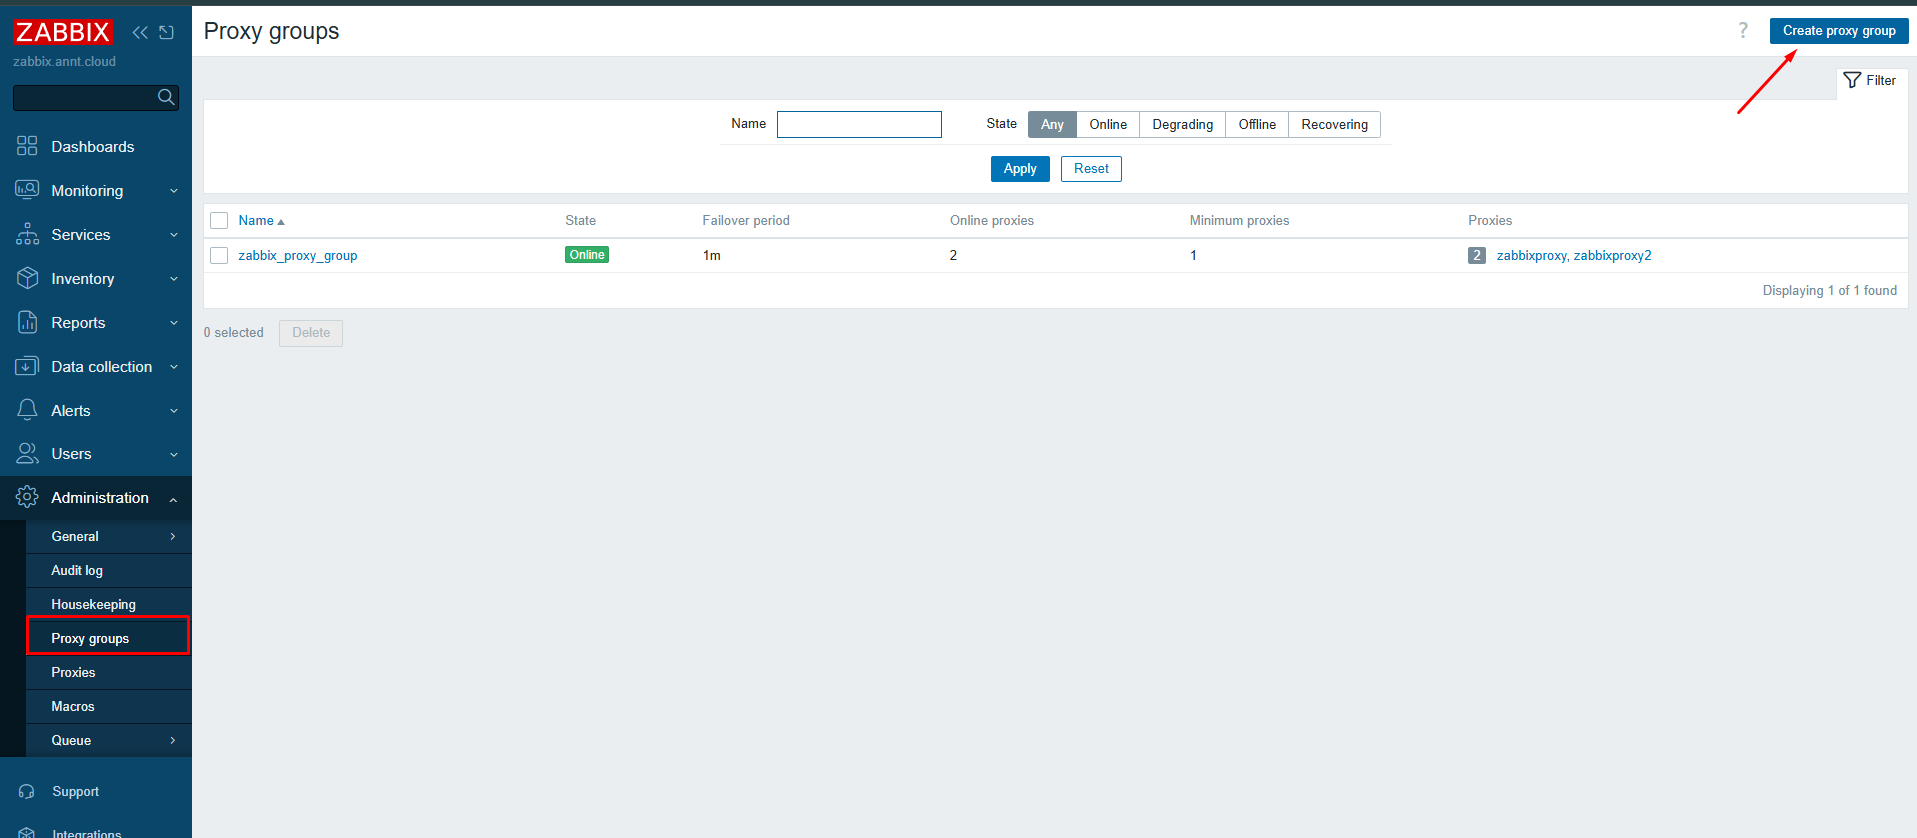 ZABBIX
zabbix.annt.cloud
Dashboards
Monitoring
Services
Inventory
Reports
Data collection
Alerts
Users
Administration
General
Audit log
Housekeeping
Proxy groups
Proxies
Macros
Queue
Support
Integrations
Proxy groups
? Create proxy group
Filter
Name State Any Online Degrading Offline Recovering
Apply Reset
Name State Failover period Online proxies Minimum proxies Proxies
zabbix_proxy_group Online 1m 2 1 2 zabbixproxy, zabbixproxy2
Displaying 1 of 1 found
0 selected Delete